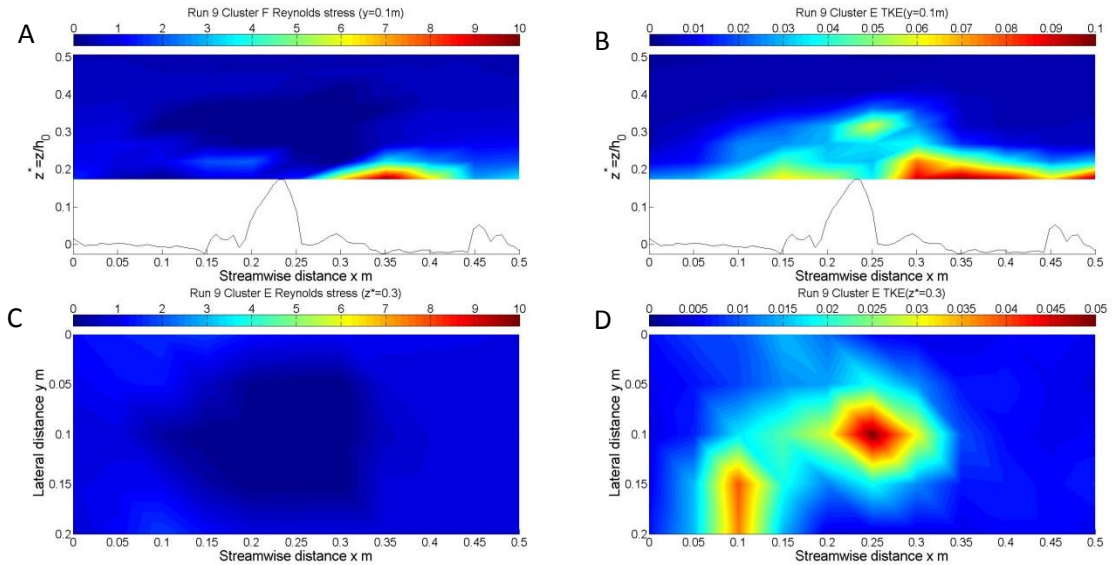 A
Run 9 Cluster F Reynolds stress (y=0.1m)
0 1 2 3 4 5 6 7 8 9 10
0.5
0.4
0.3
0.2
0.1
0
z*=z/h0
0 0.05 0.1 0.15 0.2 0.25 0.3 0.35 0.4 0.45 0.5
Streamwise distance x m
B
Run 9 Cluster E TKE(y=0.1m)
0 0.01 0.02 0.03 0.04 0.05 0.06 0.07 0.08 0.09 0.1
0.5
0.4
0.3
0.2
0.1
0
z*=z/h0
0 0.05 0.1 0.15 0.2 0.25 0.3 0.35 0.4 0.45 0.5
Streamwise distance x m
C
Run 9 Cluster E Reynolds stress (z*=0.3)
0 1 2 3 4 5 6 7 8 9 10
0
0.05
0.1
0.15
0.2
Lateral distance y m
0 0.05 0.1 0.15 0.2 0.25 0.3 0.35 0.4 0.45 0.5
Streamwise distance x m
D
Run 9 Cluster E TKE(z*=0.3)
0 0.005 0.01 0.015 0.02 0.025 0.03 0.035 0.04 0.045 0.05
0
0.05
0.1
0.15
0.2
Lateral distance y m
0 0.05 0.1 0.15 0.2 0.25 0.3 0.35 0.4 0.45 0.5
Streamwise distance x m